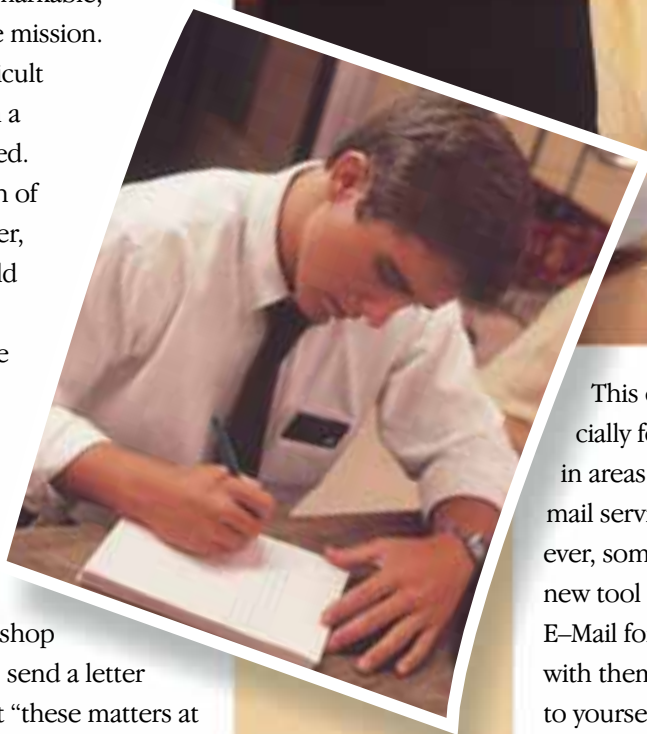 e mission.
icult
a
ed.
n of
er,
ld
e
shop
send a letter
t “these matters at
This
cially fo
in areas
mail servi
ever, som
new tool
E–Mail fo
with them
to yourse